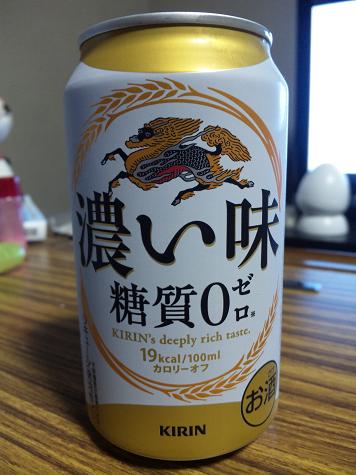 濃い味
糖質0ゼロ※
KIRIN's deeply rich taste.
19kcal/100ml
カロリーオフ
お酒
KIRIN